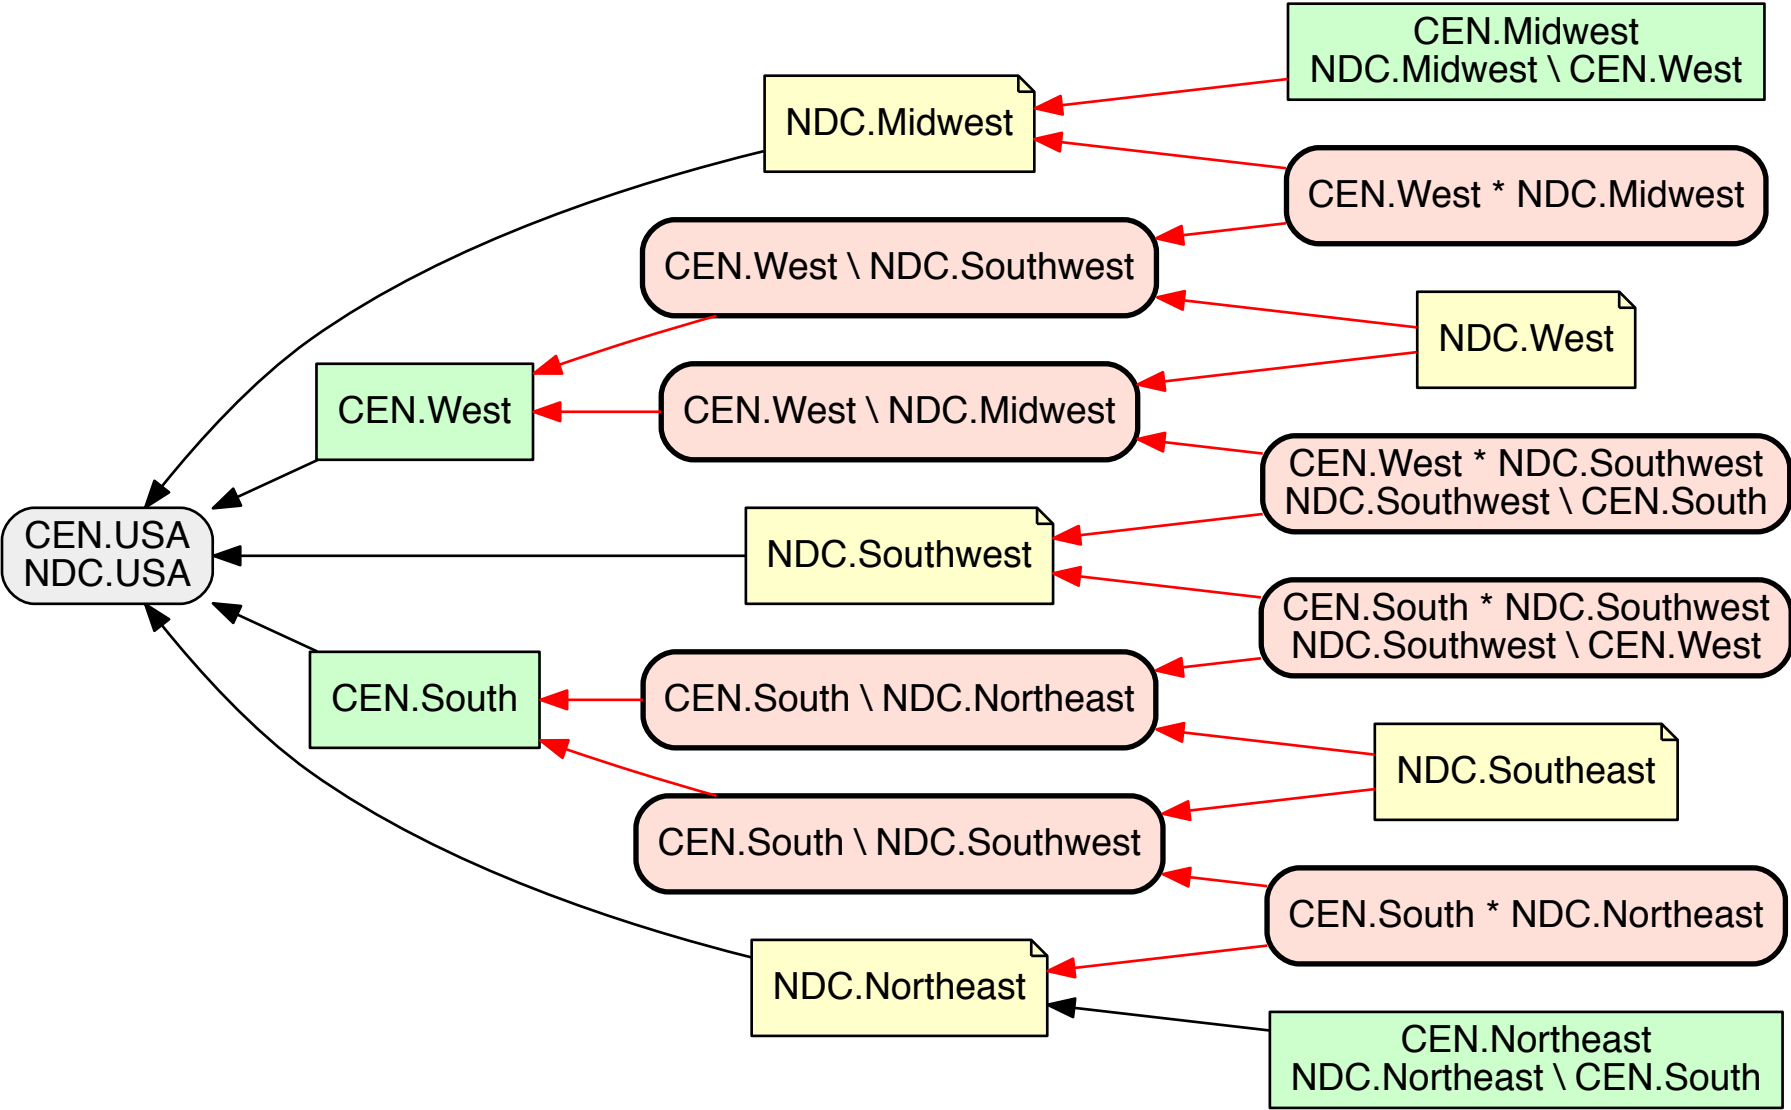 CEN.Midwest
NDC.Midwest \ CEN.West
NDC.Midwest
CEN.West * NDC.Midwest
CEN.West \ NDC.Southwest
NDC.West
CEN.West
CEN.West \ NDC.Midwest
CEN.West * NDC.Southwest
NDC.Southwest \ CEN.South
CEN.USA
NDC.USA
NDC.Southwest
CEN.South * NDC.Southwest
NDC.Southwest \ CEN.West
CEN.South
CEN.South \ NDC.Northeast
NDC.Southeast
CEN.South \ NDC.Southwest
CEN.South * NDC.Northeast
NDC.Northeast
CEN.Northeast
NDC.Northeast \ CEN.South